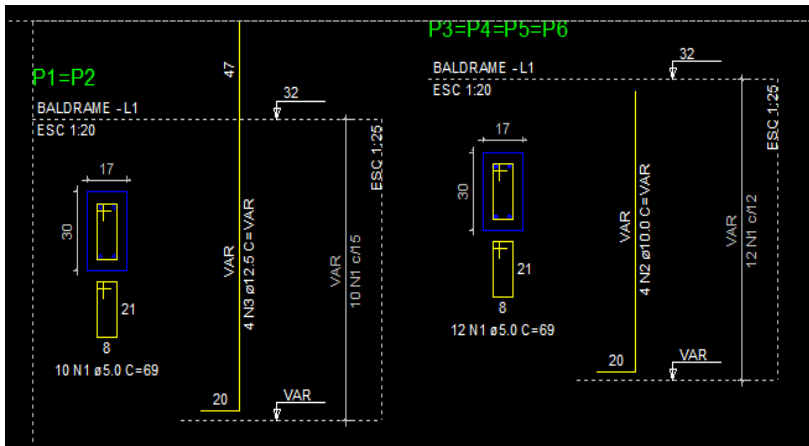 P1=P2
BALDRAME - L1
ESC 1:20
17
30
21
8
10 N1 ø5.0 C=69
47
VAR
4 N3 ø12.5 C=VAR
20
32
VAR
10 N1 c/15
ESC 1:25
VAR
P3=P4=P5=P6
BALDRAME - L1
ESC 1:20
17
30
21
8
12 N1 ø5.0 C=69
VAR
4 N2 ø10.0 C=VAR
20
32
VAR
12 N1 c/12
ESC 1:25
VAR